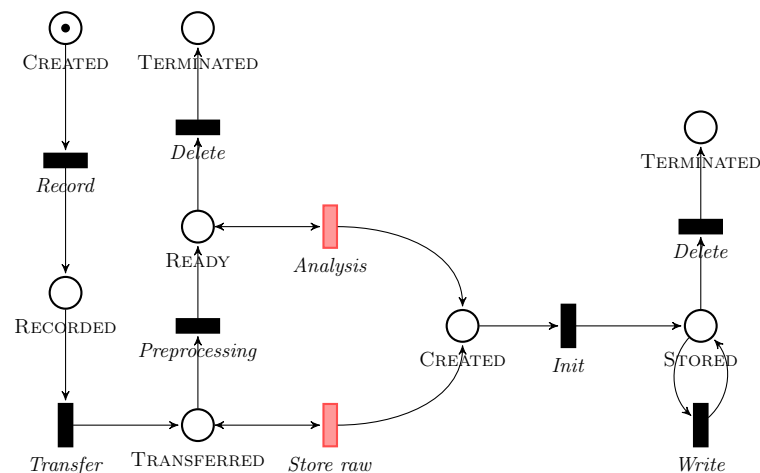 CREATED
TERMINATED
Delete
TERMINATED
Record
Delete
READY
Analysis
RECORDED
Preprocessing
CREATED
Init
STORED
Transfer
TRANSFERRED
Store raw
Write